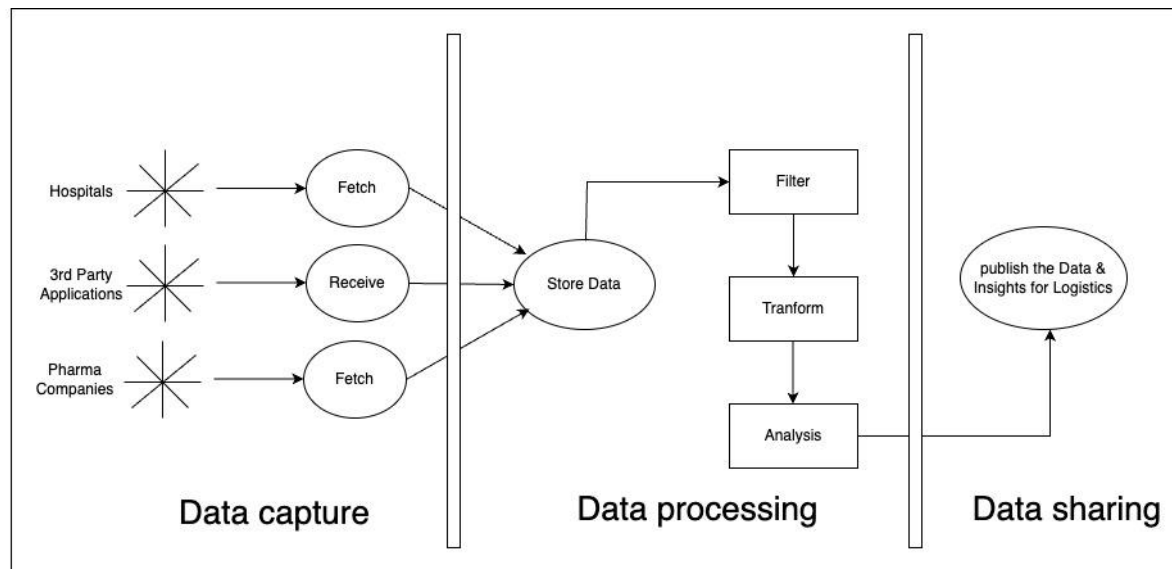 Hospitals
Fetch
3rd Party
Applications
Receive
Pharma
Companies
Fetch
Store Data
Filter
Tranform
Analysis
publish the Data &
Insights for Logistics
Data capture
Data processing
Data sharing